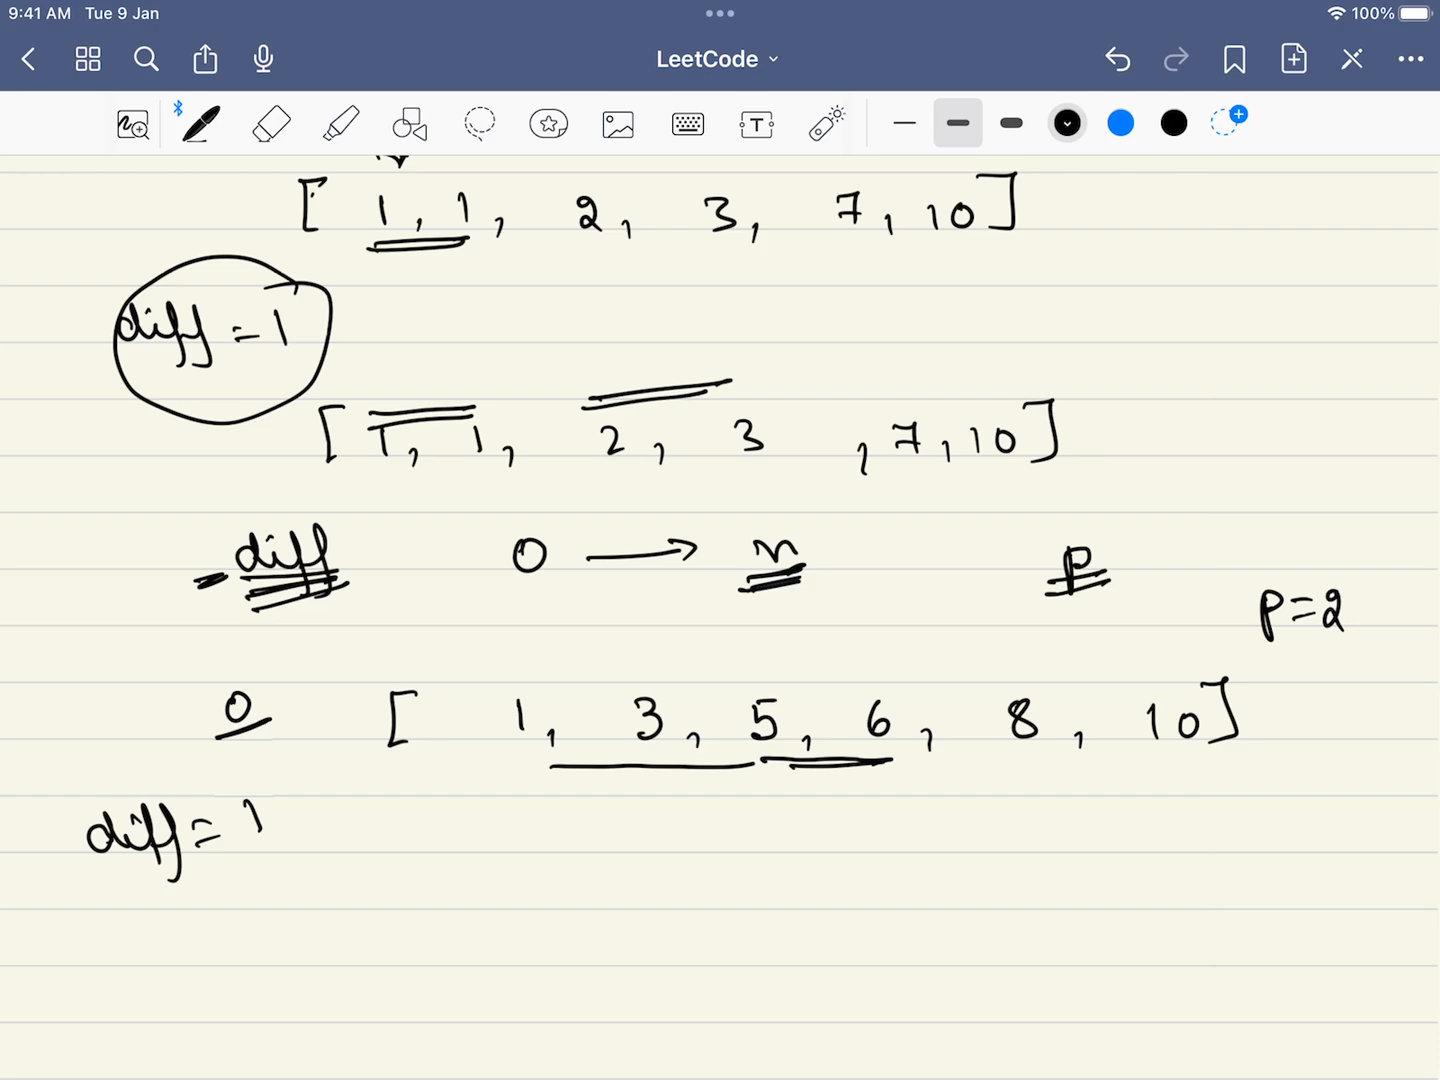 9:41 AM Tue 9 Jan 100%
LeetCode
T
[ 1, 1, 2, 3, 7, 10 ]
diff = 1
[ 1, 1, 2, 3 , 7, 10 ]
diff 0 → n p
p = 2
0 [ 1, 3, 5, 6, 8, 10 ]
diff = 1